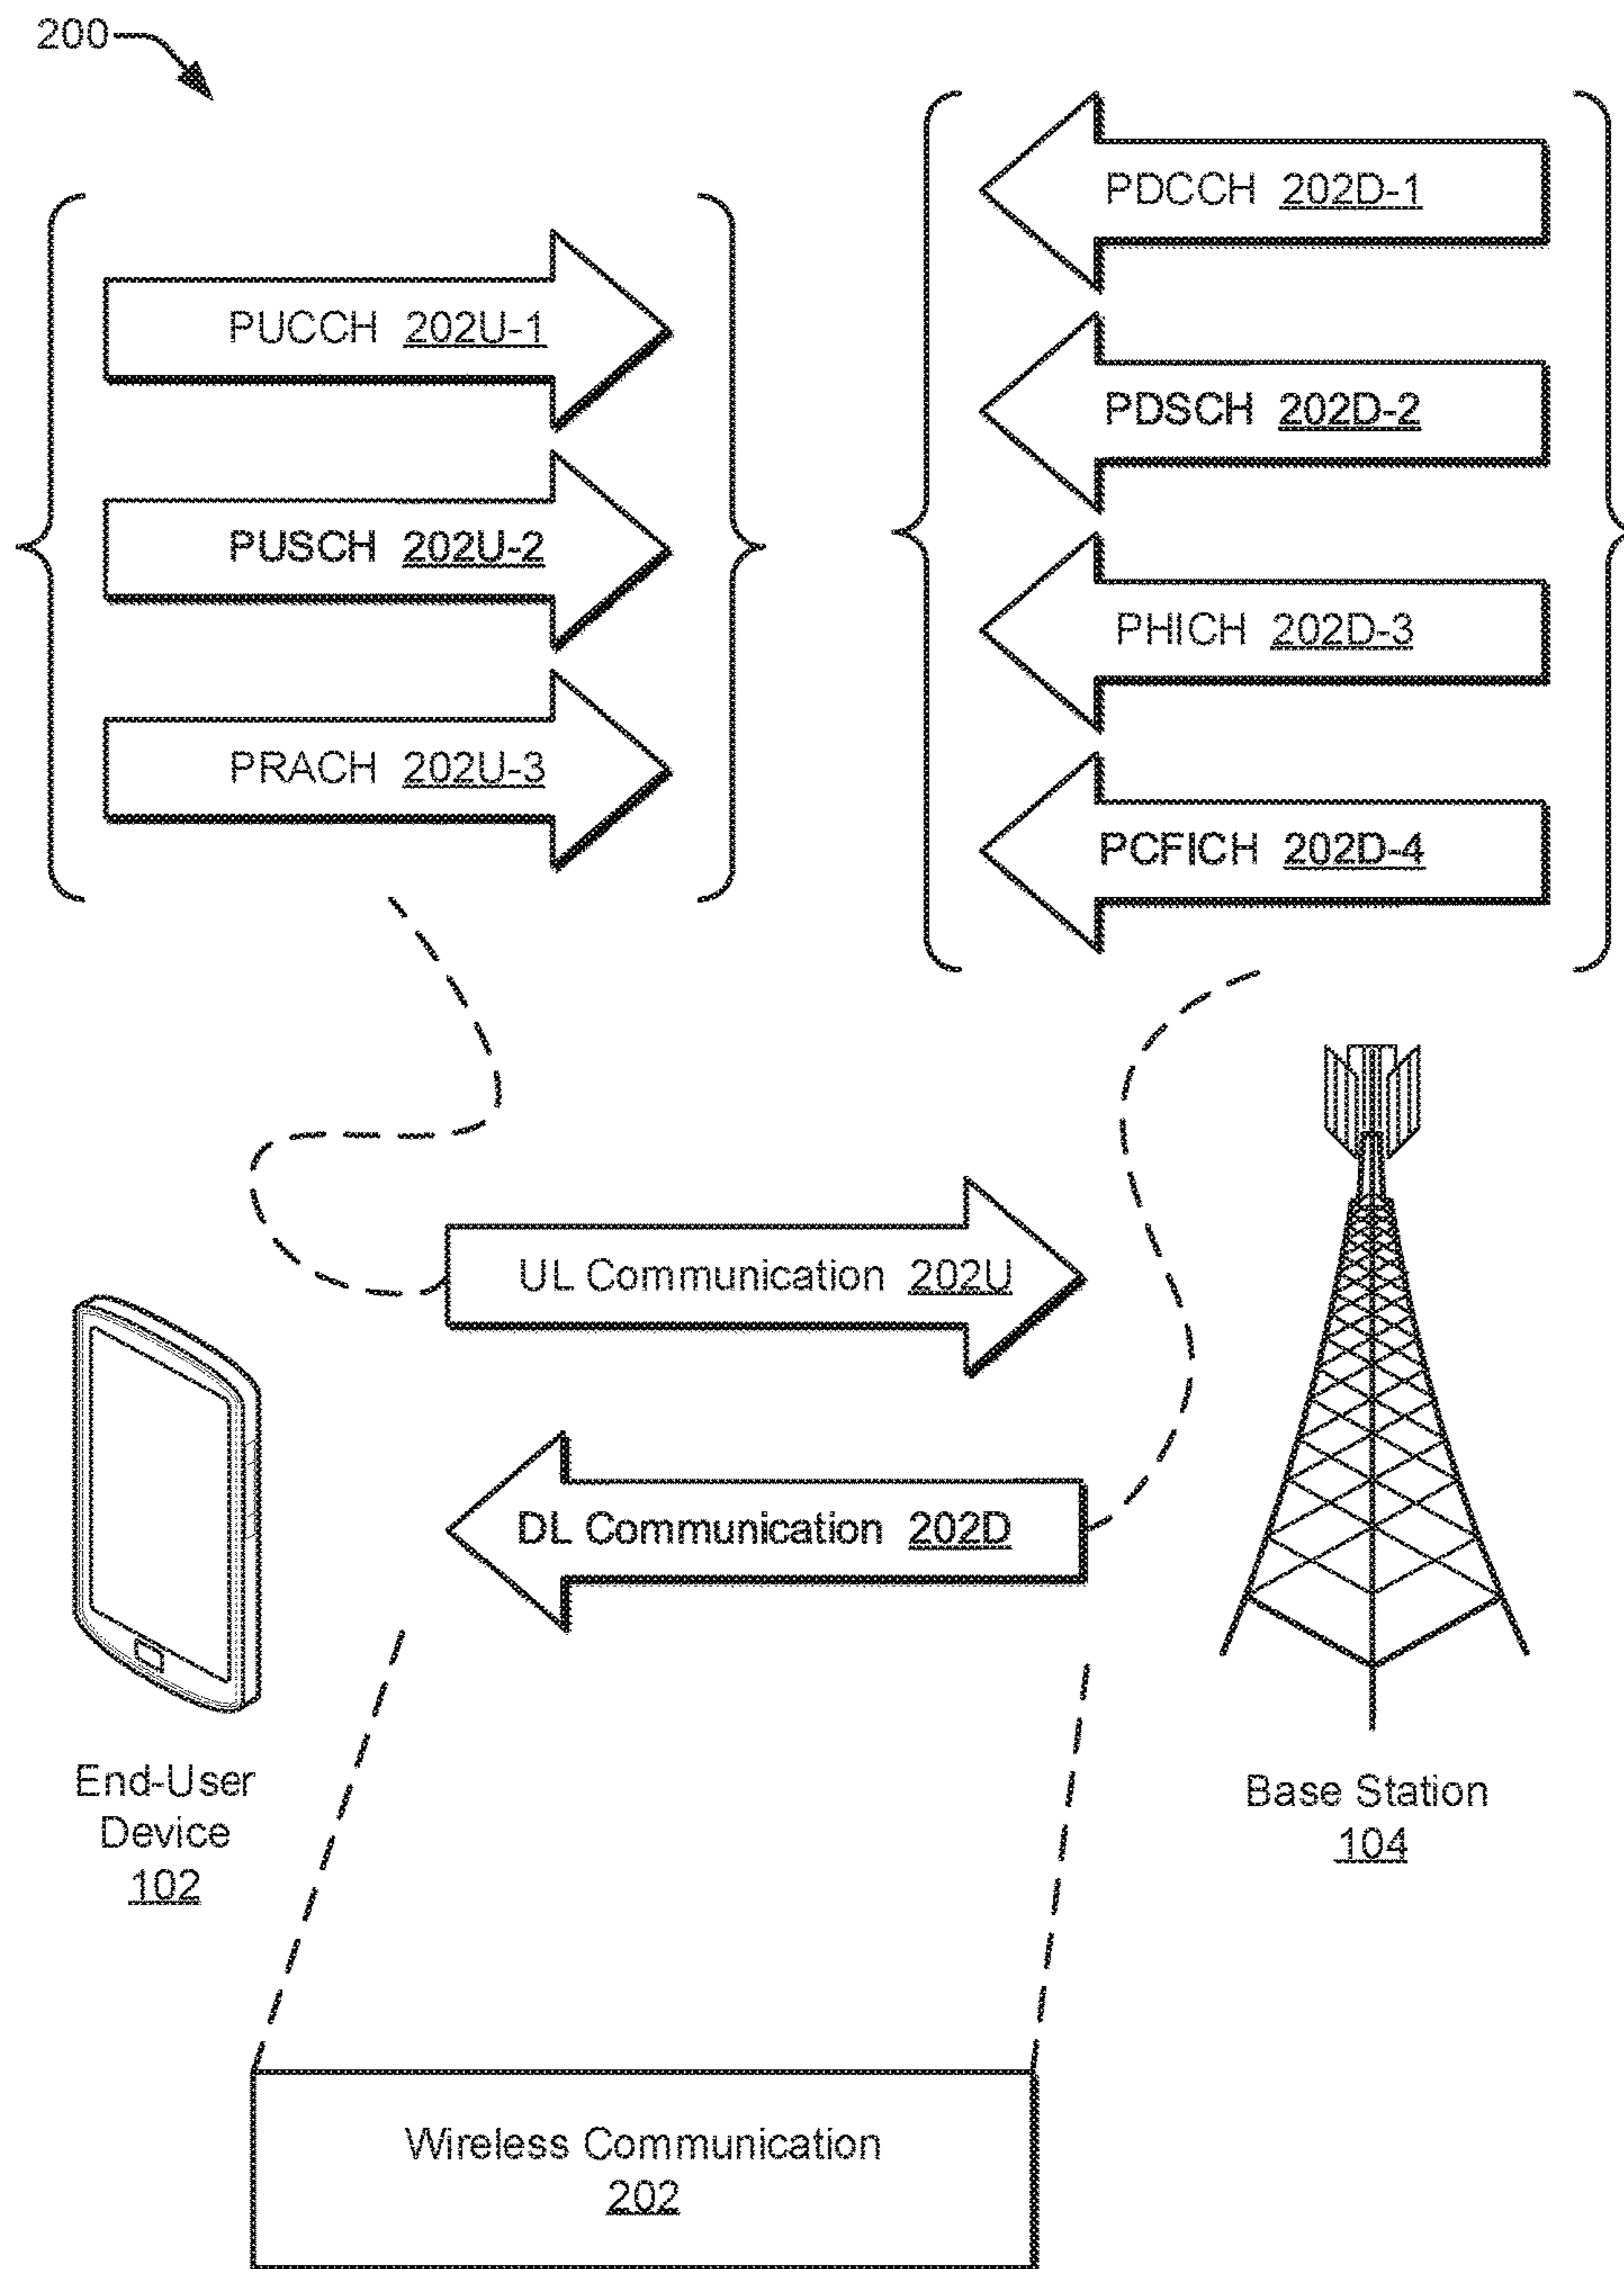 200
PUCCH 202U-1
PUSCH 202U-2
PRACH 202U-3
PDCCH 202D-1
PDSCH 202D-2
PHICH 202D-3
PCFICH 202D-4
UL Communication 202U
DL Communication 202D
End-User
Device
102
Base Station
104
Wireless Communication
202